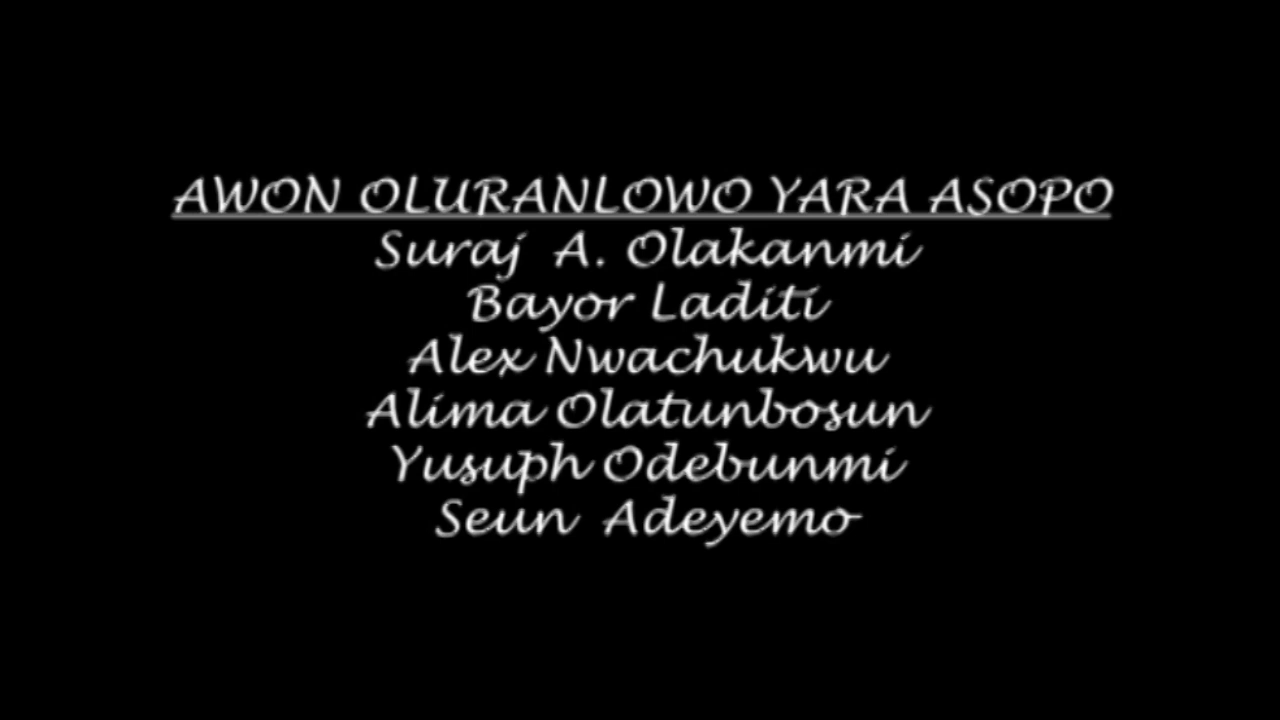 AWON OLURANLOWO YARA ASOPO
Suraj A. Olakanmi
Bayor Laditi
Alex Nwachukwu
Alima Olatunbosun
Yusuph Odebunmi
Seun Adeyemo